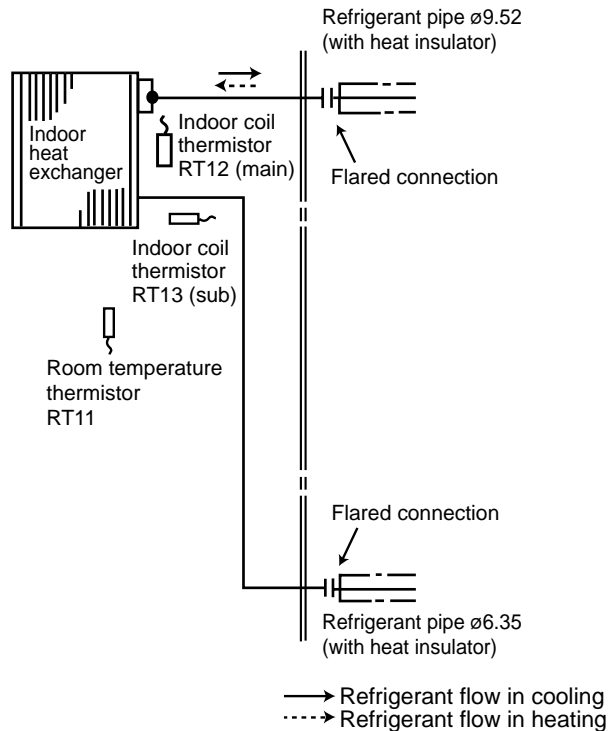 Refrigerant pipe ø9.52
(with heat insulator)
Indoor
heat
exchanger
Indoor coil
thermistor
RT12 (main)
Flared connection
Indoor coil
thermistor
RT13 (sub)
Room temperature
thermistor
RT11
Flared connection
Refrigerant pipe ø6.35
(with heat insulator)
Refrigerant flow in cooling
Refrigerant flow in heating